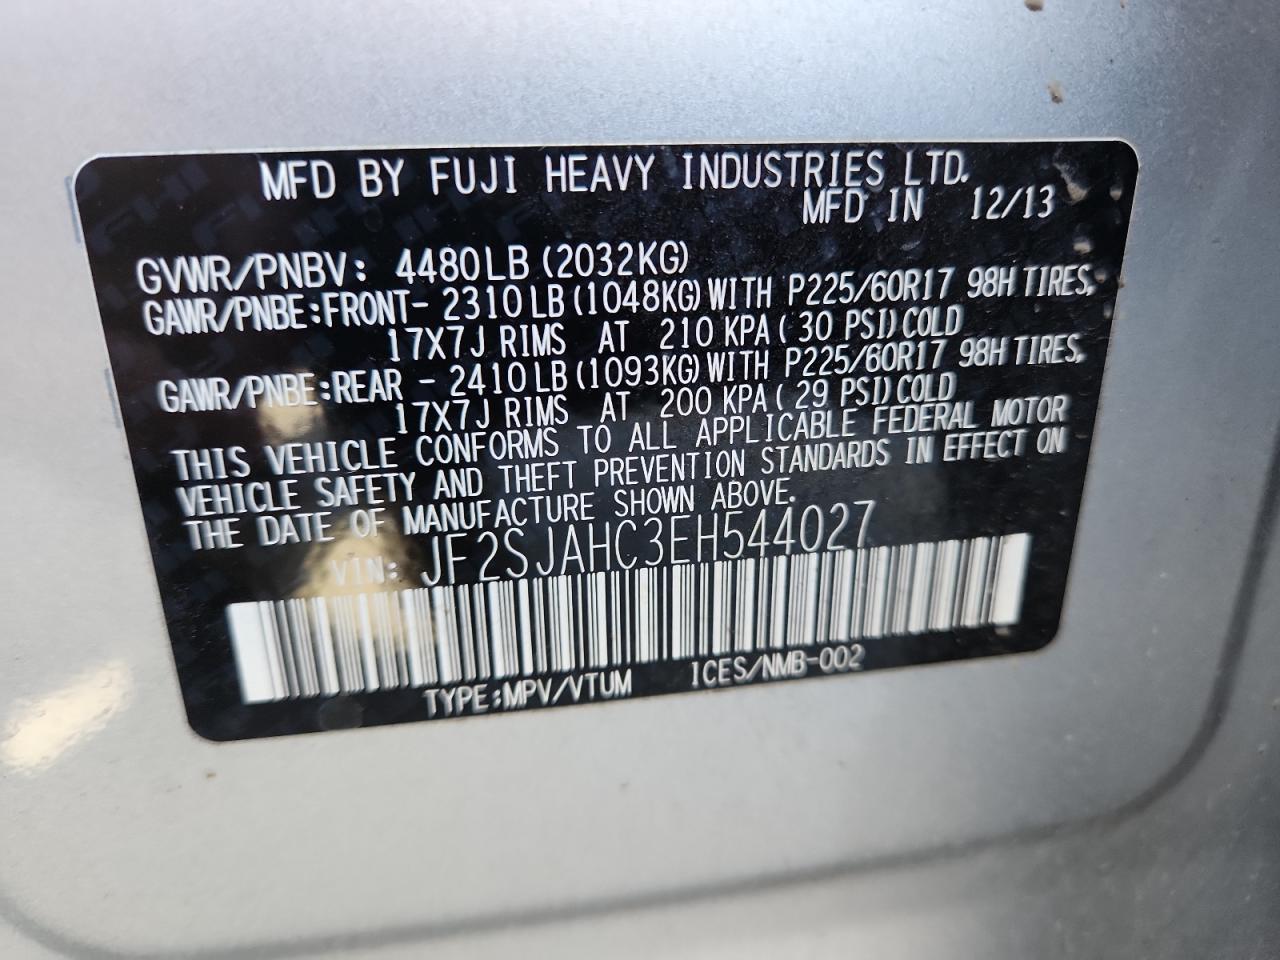 MFD BY FUJI HEAVY INDUSTRIES LTD.
MFD IN 12/13
GVWR/PNBV: 4480LB (2032KG)
GAWR/PNBE:FRONT- 2310LB (1048KG) WITH P225/60R17 98H TIRES,
17X7J RIMS AT 210 KPA ( 30 PSI) COLD
GAWR/PNBE:REAR - 2410LB (1093KG) WITH P225/60R17 98H TIRES,
17X7J RIMS AT 200 KPA ( 29 PSI) COLD
THIS VEHICLE CONFORMS TO ALL APPLICABLE FEDERAL MOTOR
VEHICLE SAFETY AND THEFT PREVENTION STANDARDS IN EFFECT ON
THE DATE OF MANUFACTURE SHOWN ABOVE.
VIN: JF2SJAHC3EH544027
TYPE:MPV/VTUM ICES/NMB-002